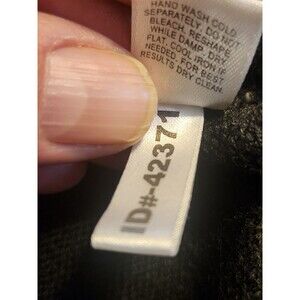 HAND WASH COLD
SEPARATELY. DO NOT
BLEACH. RESHAPE
WHILE DAMP. DRY
FLAT. COOL IRON IF
NEEDED. FOR BEST
RESULTS DRY CLEAN.
ID#-42371